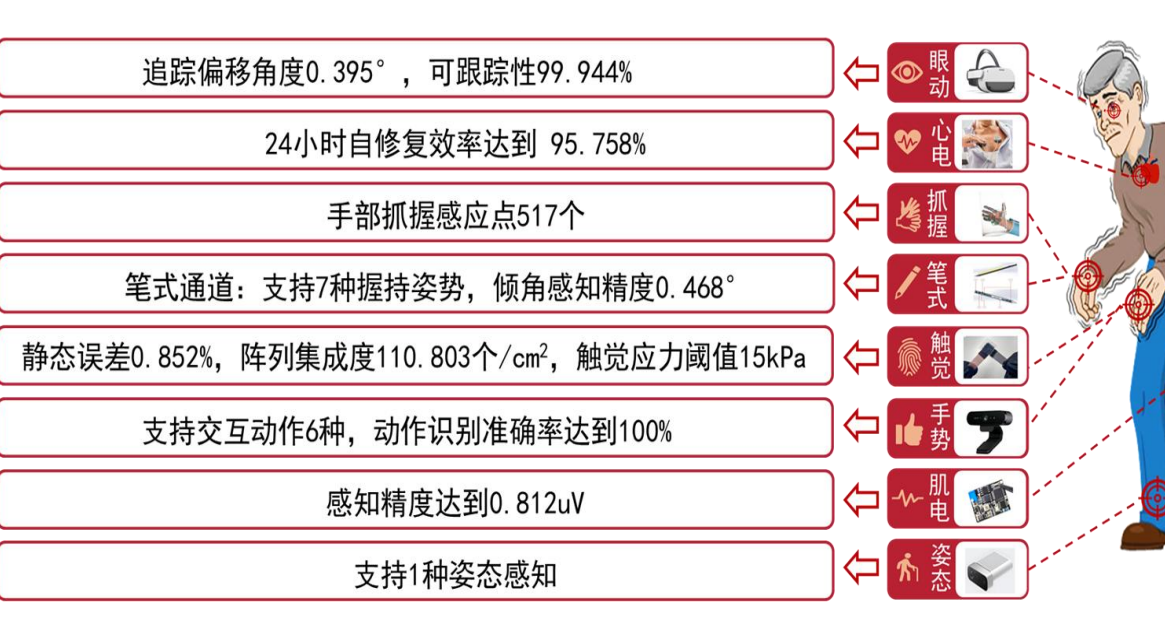 追踪偏移角度0.395°，可跟踪性99.944%
眼动
24小时自修复效率达到 95.758%
心电
手部抓握感应点517个
抓握
笔式通道：支持7种握持姿势，倾角感知精度0.468°
笔式
静态误差0.852%，阵列集成度110.803个/cm²，触觉应力阈值15kPa
触觉
支持交互动作6种，动作识别准确率达到100%
手势
感知精度达到0.812uV
肌电
支持1种姿态感知
姿态